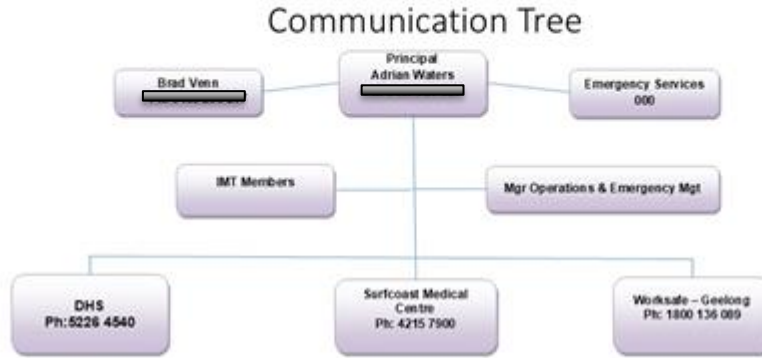 Communication Tree
Principal
Adrian Waters
Brad Venn
Emergency Services
000
IMT Members
Mgr Operations & Emergency Mgt
DHS
Ph:5226 4540
Surfcoast Medical
Centre
Ph: 4215 7900
Worksafe – Geelong
Ph: 1800 136 089